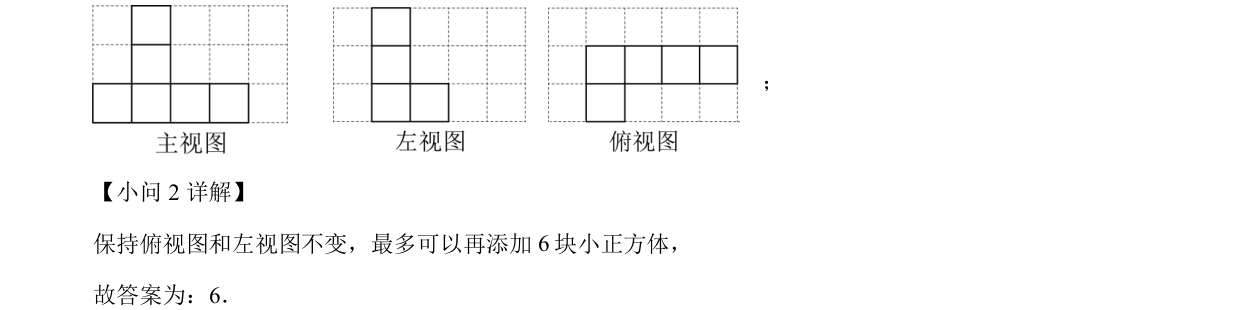 ；
主视图 左视图 俯视图
【小问 2 详解】
保持俯视图和左视图不变，最多可以再添加 6 块小正方体，
故答案为：6．